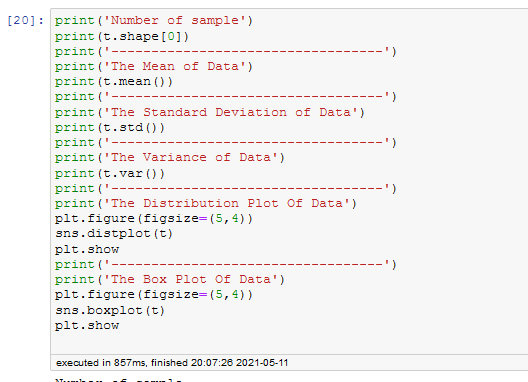 [20]: print('Number of sample')
print(t.shape[0])
print('----------------------------------')
print('The Mean of Data')
print(t.mean())
print('----------------------------------')
print('The Standard Deviation of Data')
print(t.std())
print('----------------------------------')
print('The Variance of Data')
print(t.var())
print('----------------------------------')
print('The Distribution Plot Of Data')
plt.figure(figsize=(5,4))
sns.distplot(t)
plt.show
print('----------------------------------')
print('The Box Plot Of Data')
plt.figure(figsize=(5,4))
sns.boxplot(t)
plt.show
executed in 857ms, finished 20:07:26 2021-05-11
Number of sample